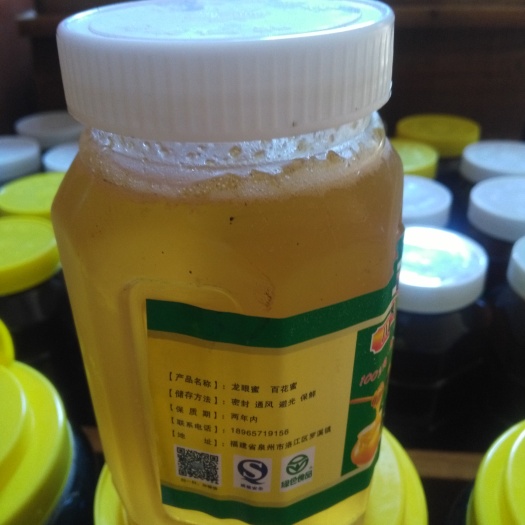 【产品名称】：龙眼蜜 百花蜜
【储存方法】：密封 通风 避光 保鲜
【保质期】：两年内
【联系电话】：18965719156
【地址】：福建省泉州市洛江区罗溪镇
100%